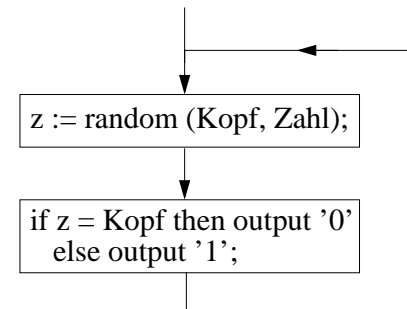 z := random (Kopf, Zahl);
if z = Kopf then output ’0’
else output ’1’;